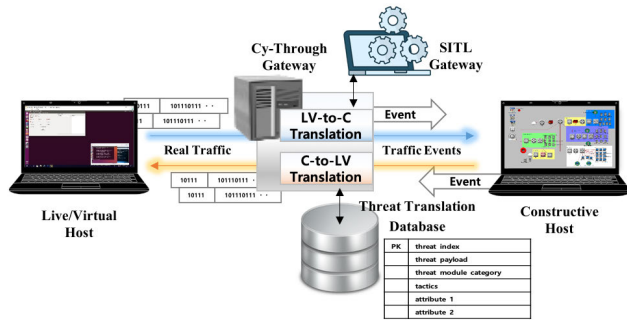 Cy-Through
Gateway
SITL
Gateway
10111
101110111 · ·
101110111 · ·
LV-to-C
Translation
Event
Real Traffic
Traffic Events
C-to-LV
Translation
10111
101110111 · ·
10111
101110111 · ·
Event
Live/Virtual
Host
Constructive
Host
Threat Translation
Database
PK threat index
threat payload
threat module category
tactics
attribute 1
attribute 2